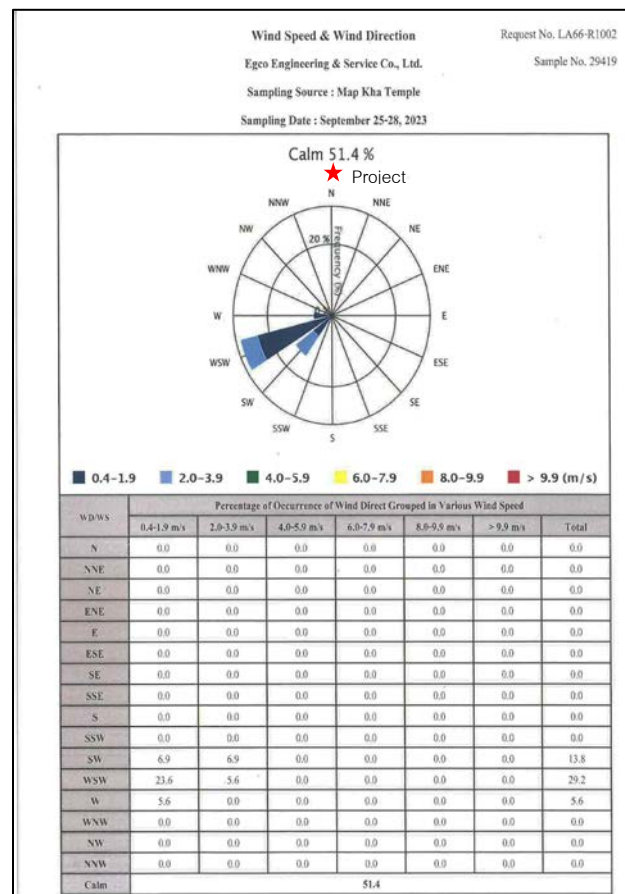 Wind Speed & Wind Direction
Request No. LA66-R1002
Egco Engineering & Service Co., Ltd.
Sample No. 29419
Sampling Source : Map Kha Temple
Sampling Date : September 25-28, 2023
Calm 51.4 %
Project
N
NNW
NNE
NW
NE
20 %
Frequency (%)
WNW
ENE
W
E
WSW
ESE
SW
SE
SSW
SSE
S
0.4-1.9 2.0-3.9 4.0-5.9 6.0-7.9 8.0-9.9 > 9.9 (m/s)
WD/WS Percentage of Occurrence of Wind Direct Grouped in Various Wind Speed
0.4-1.9 m/s 2.0-3.9 m/s 4.0-5.9 m/s 6.0-7.9 m/s 8.0-9.9 m/s > 9.9 m/s Total
N 0.0 0.0 0.0 0.0 0.0 0.0 0.0
NNE 0.0 0.0 0.0 0.0 0.0 0.0 0.0
NE 0.0 0.0 0.0 0.0 0.0 0.0 0.0
ENE 0.0 0.0 0.0 0.0 0.0 0.0 0.0
E 0.0 0.0 0.0 0.0 0.0 0.0 0.0
ESE 0.0 0.0 0.0 0.0 0.0 0.0 0.0
SE 0.0 0.0 0.0 0.0 0.0 0.0 0.0
SSE 0.0 0.0 0.0 0.0 0.0 0.0 0.0
S 0.0 0.0 0.0 0.0 0.0 0.0 0.0
SSW 0.0 0.0 0.0 0.0 0.0 0.0 0.0
SW 6.9 6.9 0.0 0.0 0.0 0.0 13.8
WSW 23.6 5.6 0.0 0.0 0.0 0.0 29.2
W 5.6 0.0 0.0 0.0 0.0 0.0 5.6
WNW 0.0 0.0 0.0 0.0 0.0 0.0 0.0
NW 0.0 0.0 0.0 0.0 0.0 0.0 0.0
NNW 0.0 0.0 0.0 0.0 0.0 0.0 0.0
Calm 51.4